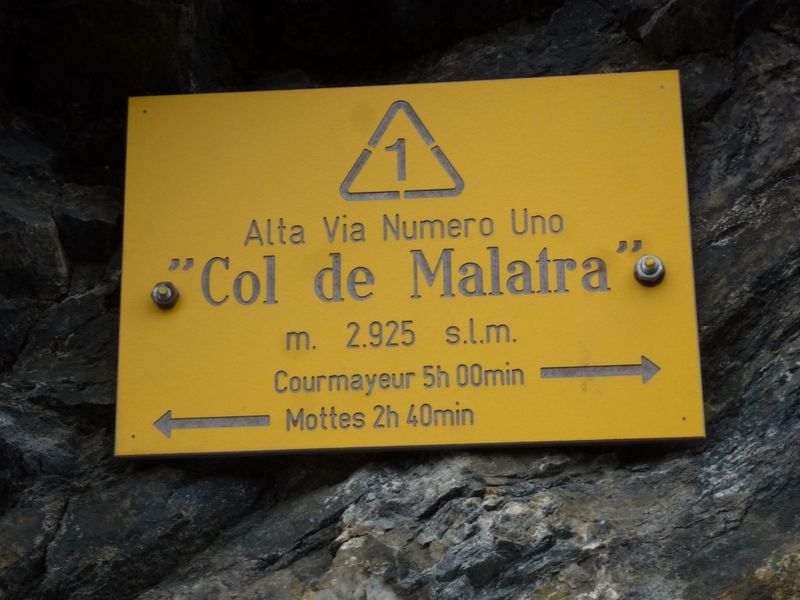 1
Alta Via Numero Uno
"Col de Malatra"
m. 2.925 s.l.m.
Courmayeur 5h 00min
Mottes 2h 40min